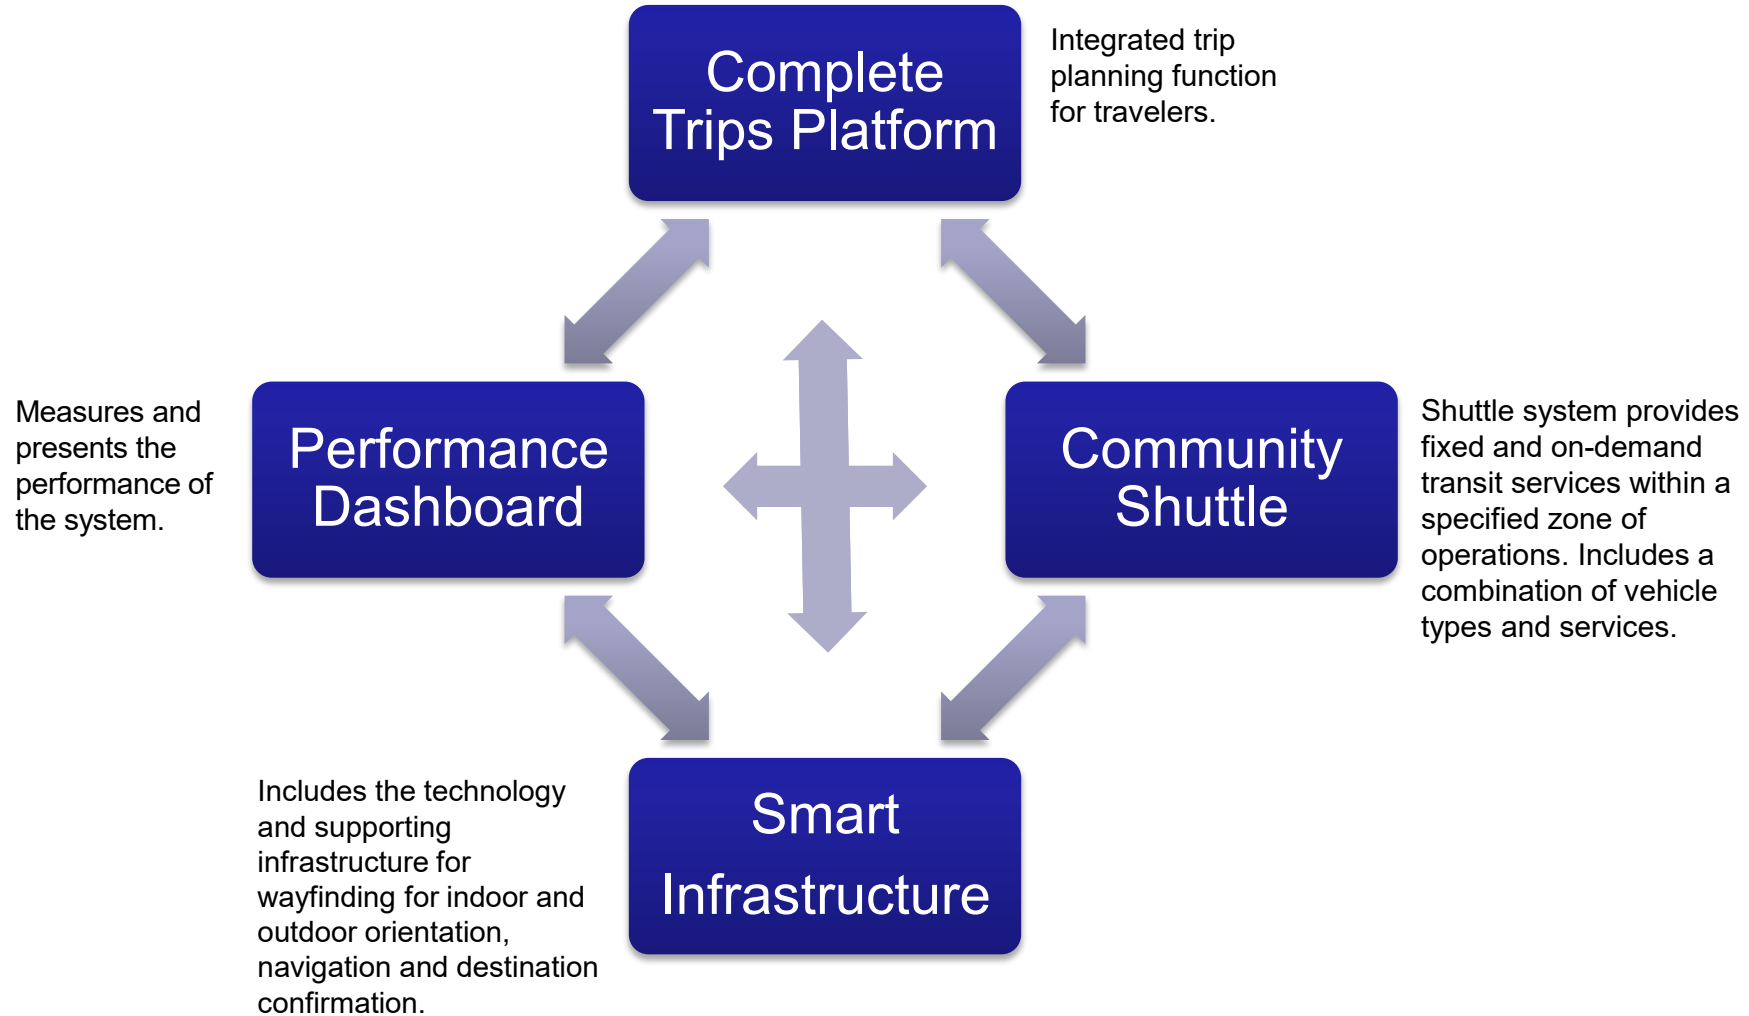 Complete
Trips Platform
Integrated trip
planning function
for travelers.
Measures and
presents the
performance of
the system.
Performance
Dashboard
Community
Shuttle
Shuttle system provides
fixed and on-demand
transit services within a
specified zone of
operations. Includes a
combination of vehicle
types and services.
Includes the technology
and supporting
infrastructure for
wayfinding for indoor and
outdoor orientation,
navigation and destination
confirmation.
Smart
Infrastructure